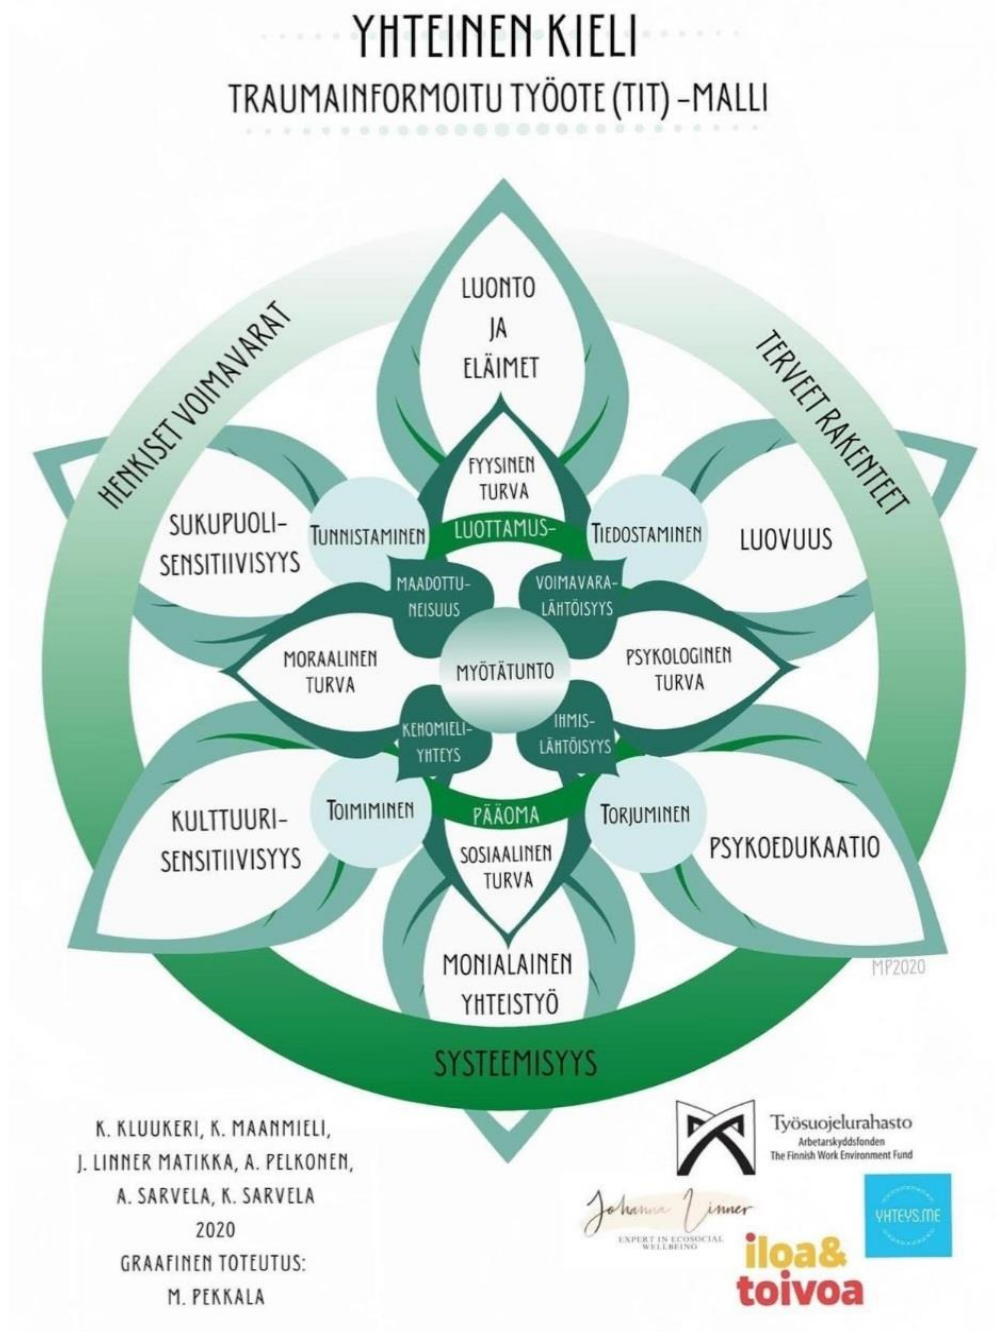 YHTEINEN KIELI
TRAUMAINFORMOITU TYÖOTE (TIT) -MALLI
HENKISET VOIMAVARAT
TERVEET RAKENTEET
LUONTO
JA
ELÄIMET
FYYSINEN
TURVA
SUKUPUOLI-
SENSITIIVISYYS
TUNNISTAMINEN
LUOTTAMUS-
TIEDOSTAMINEN
LUOVUUS
MAADOTTU-
NEISUUS
VOIMAVARA-
LÄHTÖISYYS
MORAALINEN
TURVA
MYÖTÄTUNTO
PSYKOLOGINEN
TURVA
KEHOMIELI-
YHTEYS
IHMIS-
LÄHTÖISYYS
KULTTUURI-
SENSITIIVISYYS
TOIMIMINEN
PÄÄOMA
TORJUMINEN
PSYKOEDUKAATIO
SOSIAALINEN
TURVA
MONIALAINEN
YHTEISTYÖ
MP2020
SYSTEEMISYYS
K. KLUUKERI, K. MAANMIELI,
J. LINNER MATIKKA, A. PELKONEN,
A. SARVELA, K. SARVELA
2020
GRAAFINEN TOTEUTUS:
M. PEKKALA
Työsuojelurahasto
Arbetarskyddsfonden
The Finnish Work Environment Fund
Johanna Linner
EXPERT IN ECOSOCIAL
WELLBEING
YHTEYS.ME
iloa&
toivoa